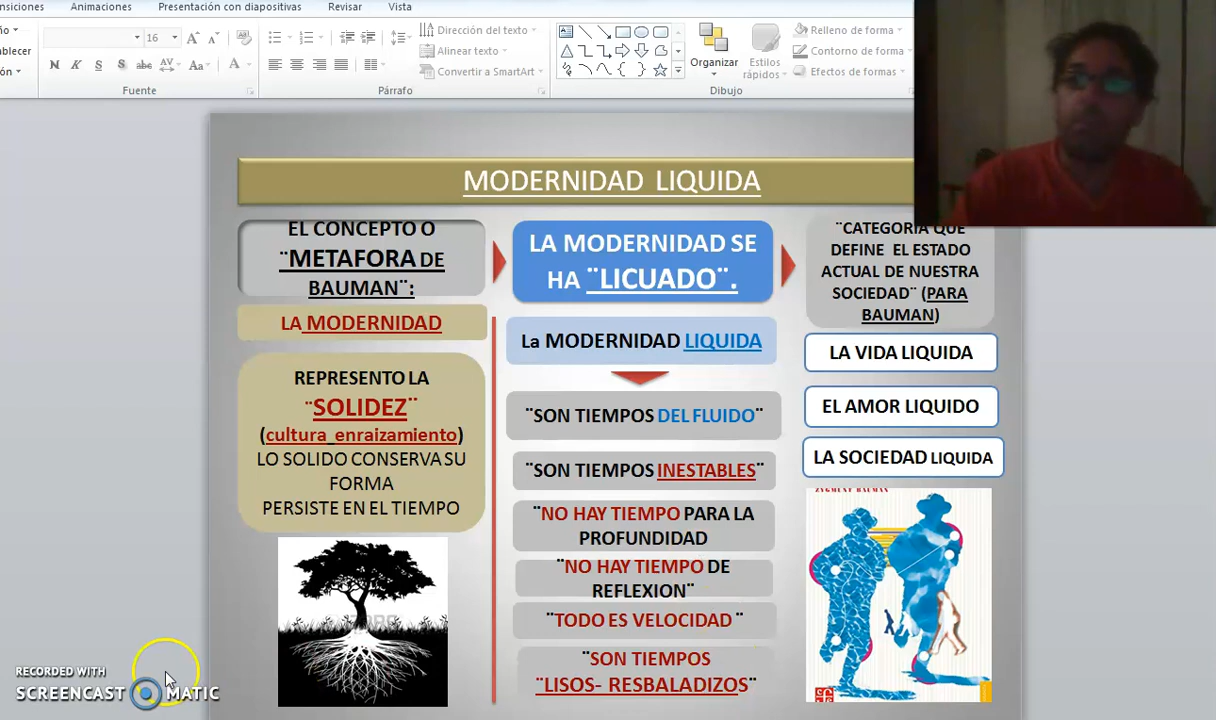 nsiciones
Animaciones
Presentación con diapositivas
Revisar
Vista
ablecer
16
N K S S abc AV Aa A
Fuente
Dirección del texto
Alinear texto
Convertir a SmartArt
Párrafo
Organizar
Estilos
rápidos
Relleno de forma
Contorno de forma
Efectos de formas
Dibujo
MODERNIDAD LIQUIDA
EL CONCEPTO O
¨METAFORA DE
BAUMAN¨:
LA MODERNIDAD
REPRESENTO LA
¨SOLIDEZ¨
(cultura enraizamiento)
LO SOLIDO CONSERVA SU
FORMA
PERSISTE EN EL TIEMPO
LA MODERNIDAD SE
HA ¨LICUADO¨.
La MODERNIDAD LIQUIDA
¨SON TIEMPOS DEL FLUIDO¨
¨SON TIEMPOS INESTABLES¨
¨NO HAY TIEMPO PARA LA
PROFUNDIDAD
¨NO HAY TIEMPO DE
REFLEXION¨
¨TODO ES VELOCIDAD ¨
¨SON TIEMPOS
¨LISOS- RESBALADIZOS¨
¨CATEGORIA QUE
DEFINE EL ESTADO
ACTUAL DE NUESTRA
SOCIEDAD¨ (PARA
BAUMAN)
LA VIDA LIQUIDA
EL AMOR LIQUIDO
LA SOCIEDAD LIQUIDA
ZYGMUNT BAUMAN
RECORDED WITH
SCREENCAST MATIC